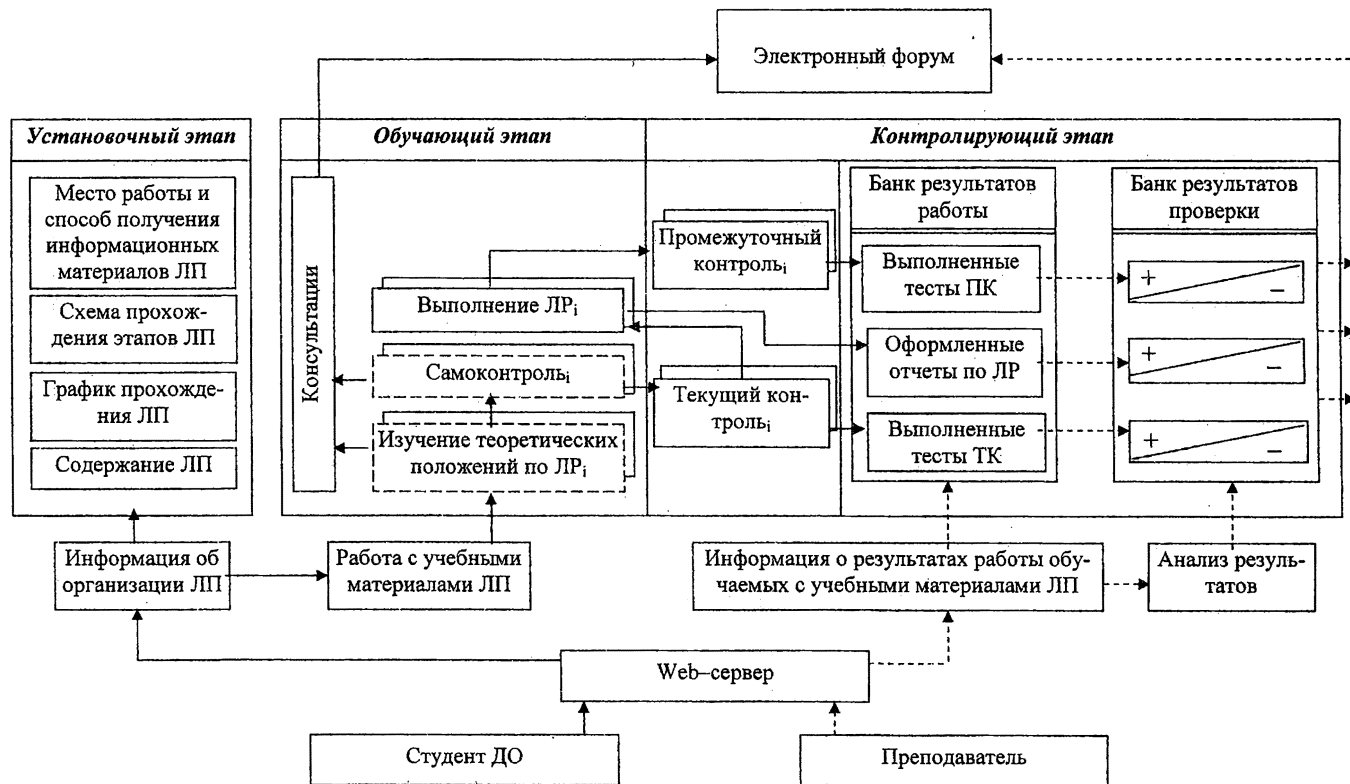 Электронный форум
Установочный этап
Обучающий этап
Контролирующий этап
Место работы и
способ получения
информационных
материалов ЛП
Схема прохож-
дения этапов ЛП
График прохожде-
ния ЛП
Содержание ЛП
Консультации
Выполнение ЛРi
Самоконтрольi
Изучение теоретических
положений по ЛРi
Промежуточный
контрольi
Текущий кон-
трольi
Банк результатов
работы
Выполненные
тесты ПК
Оформленные
отчеты по ЛР
Выполненные
тесты ТК
Банк результатов
проверки
+
–
+
–
+
–
Информация об
организации ЛП
Работа с учебными
материалами ЛП
Информация о результатах работы обу-
чаемых с учебными материалами ЛП
Анализ резуль-
татов
Web–сервер
Студент ДО
Преподаватель